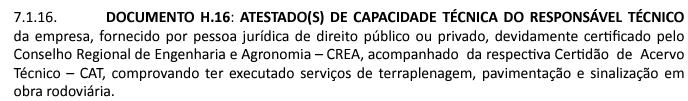 7.1.16. DOCUMENTO H.16: ATESTADO(S) DE CAPACIDADE TÉCNICA DO RESPONSÁVEL TÉCNICO
da empresa, fornecido por pessoa jurídica de direito público ou privado, devidamente certificado pelo
Conselho Regional de Engenharia e Agronomia – CREA, acompanhado da respectiva Certidão de Acervo
Técnico – CAT, comprovando ter executado serviços de terraplenagem, pavimentação e sinalização em
obra rodoviária.